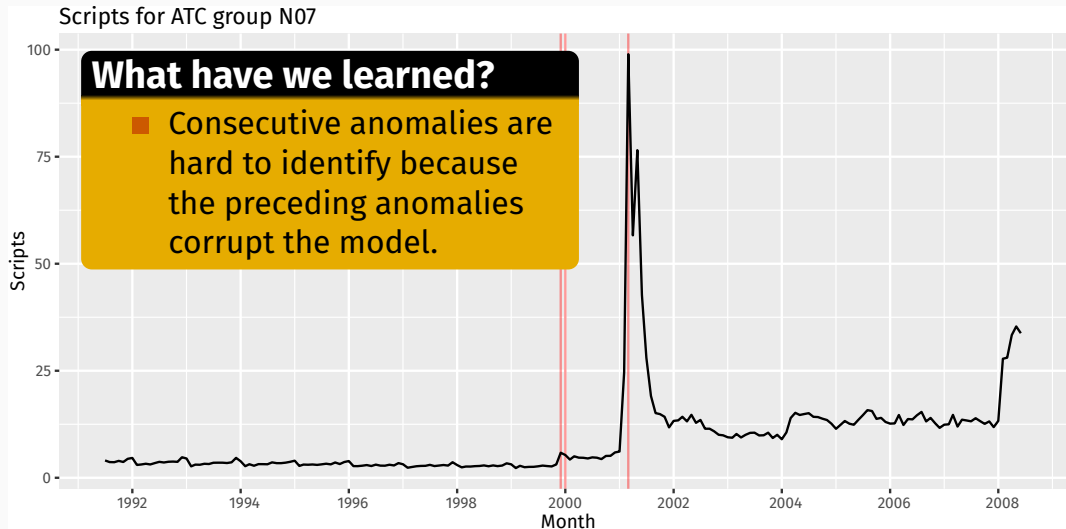 Scripts for ATC group N07
What have we learned?
Consecutive anomalies are
hard to identify because
the preceding anomalies
corrupt the model.
Scripts
100
75
50
25
0
1992 1994 1996 1998 2000 2002 2004 2006 2008
Month